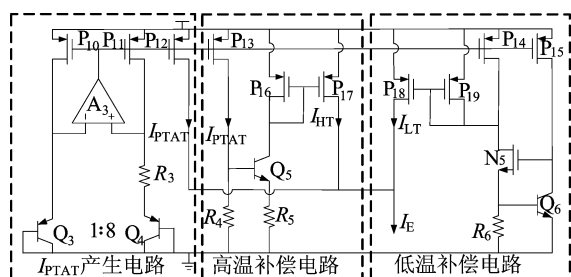 P10 P11 P12 P13 P14 P15
P16 P17 P18 P19
A3
- +
IPTAT IPTAT IHT ILT
N5
R3 Q5
Q6
Q3 1:8 Q4 R4 R5 IE R6
IPTAT产生电路 高温补偿电路 低温补偿电路